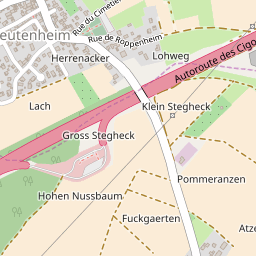 Rue du Cimetiè
eutenheim
Rue de Roppenheim
Herrenacker
Lohweg
Autoroute des Cigo
Lach
Klein Stegheck
Gross Stegheck
Pommeranzen
Hohen Nussbaum
Fuckgaerten
Atze